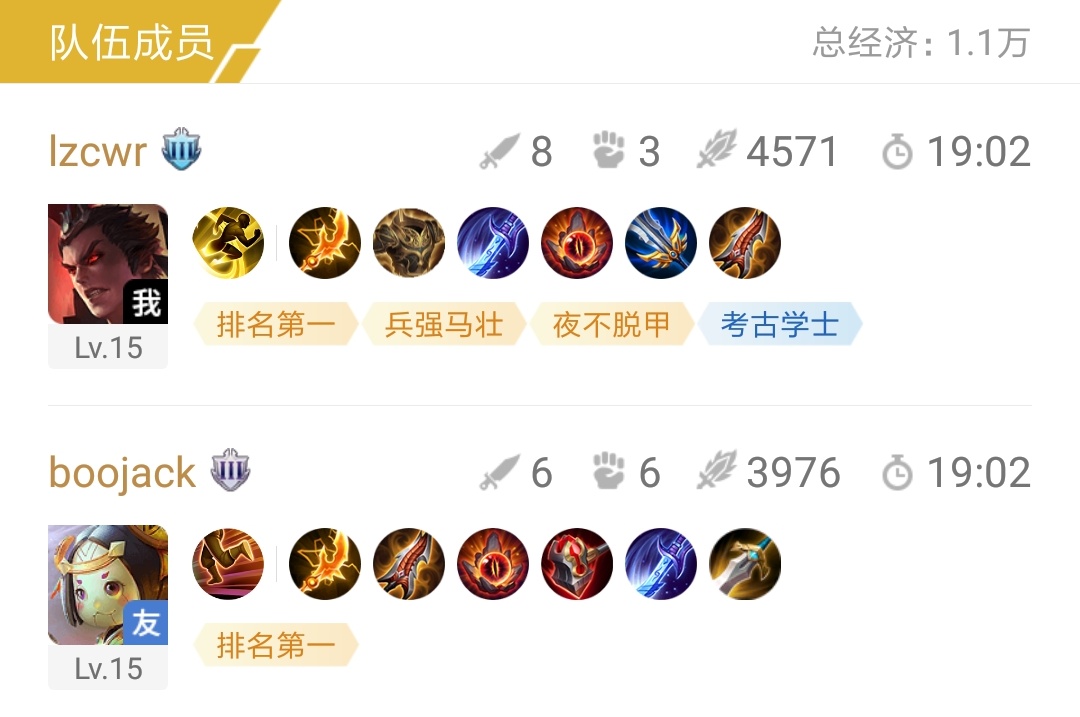 队伍成员 总经济：1.1万
lzcwr III 8 3 4571 19:02
我
Lv.15
排名第一 兵强马壮 夜不脱甲 考古学士
boojack III 6 6 3976 19:02
友
Lv.15
排名第一